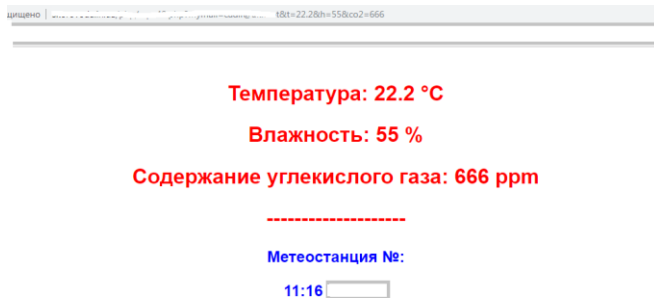 цищено t&t=22.2&h=55&co2=666
Температура: 22.2 °C
Влажность: 55 %
Содержание углекислого газа: 666 ppm
--------------------
Метеостанция №:
11:16